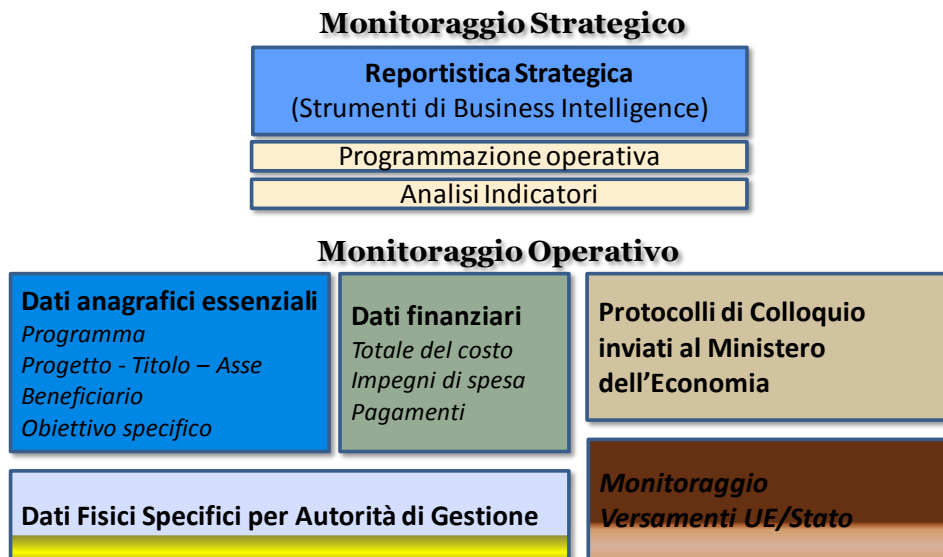 Monitoraggio Strategico
Reportistica Strategica
(Strumenti di Business Intelligence)
Programmazione operativa
Analisi Indicatori
Monitoraggio Operativo
Dati anagrafici essenziali
Programma
Progetto - Titolo – Asse
Beneficiario
Obiettivo specifico
Dati finanziari
Totale del costo
Impegni di spesa
Pagamenti
Protocolli di Colloquio
inviati al Ministero
dell’Economia
Dati Fisici Specifici per Autorità di Gestione
Monitoraggio
Versamenti UE/Stato